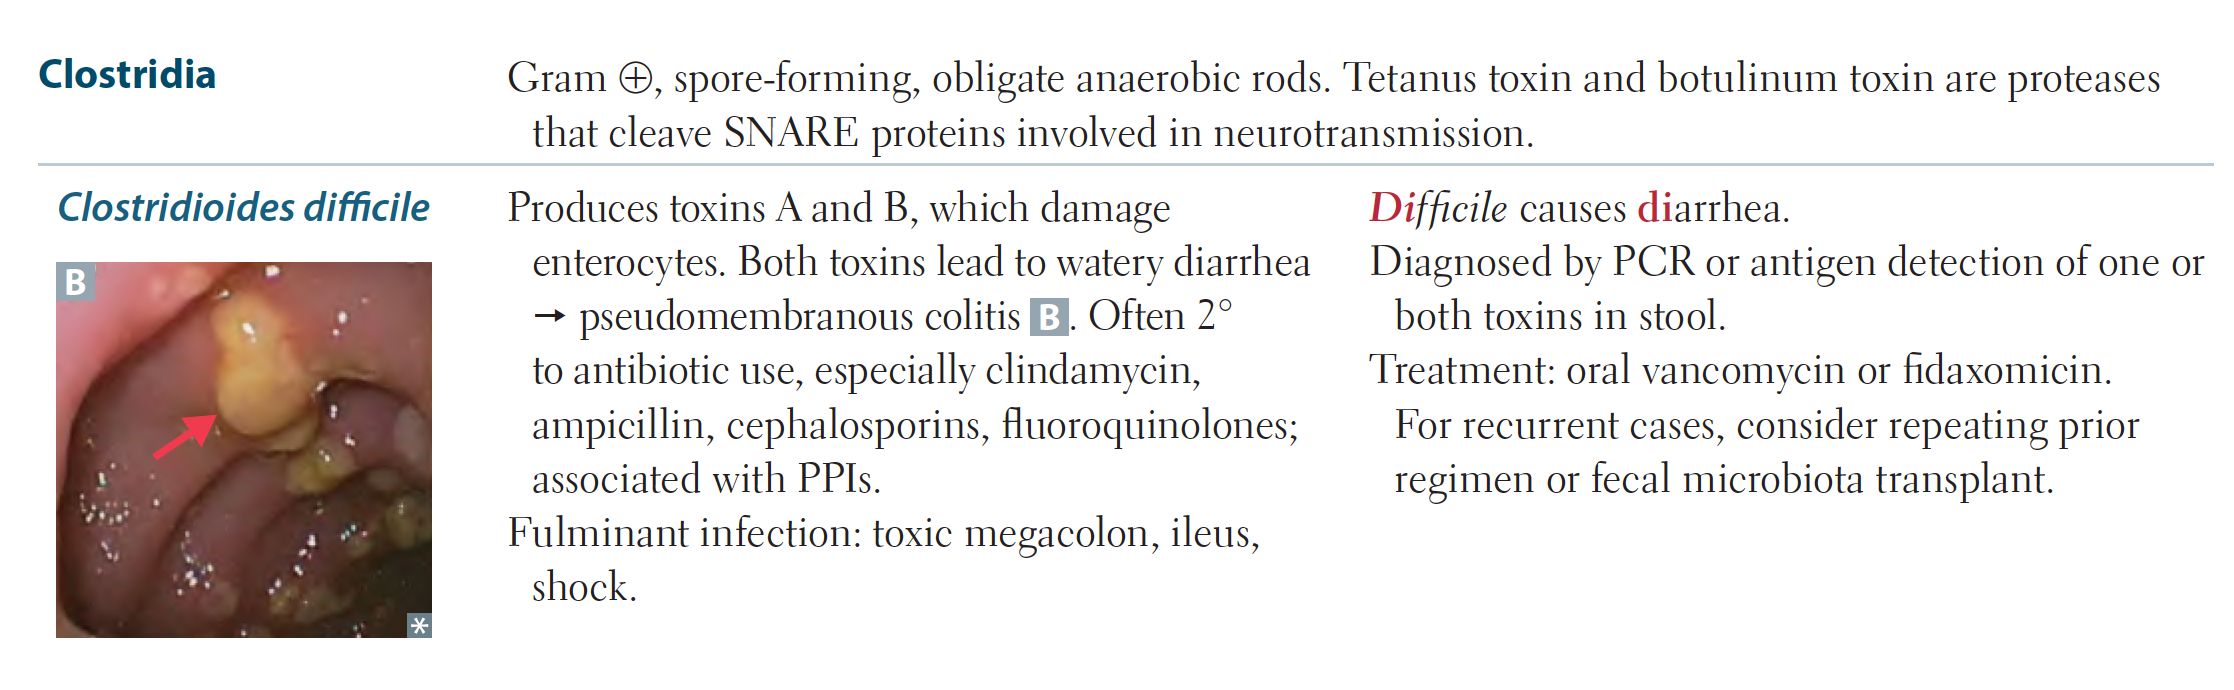 Clostridia
Gram ⊕, spore-forming, obligate anaerobic rods. Tetanus toxin and botulinum toxin are proteases
that cleave SNARE proteins involved in neurotransmission.
Clostridioides difficile
B
*
Produces toxins A and B, which damage
enterocytes. Both toxins lead to watery diarrhea
→ pseudomembranous colitis B. Often 2°
to antibiotic use, especially clindamycin,
ampicillin, cephalosporins, fluoroquinolones;
associated with PPIs.
Fulminant infection: toxic megacolon, ileus,
shock.
Difficile causes diarrhea.
Diagnosed by PCR or antigen detection of one or
both toxins in stool.
Treatment: oral vancomycin or fidaxomicin.
For recurrent cases, consider repeating prior
regimen or fecal microbiota transplant.